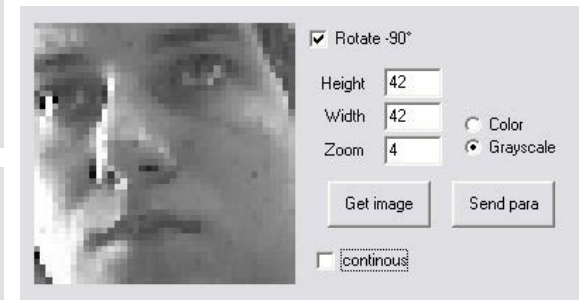 Rotate -90°
Height 42
Width 42
Zoom 4
Color
Grayscale
Get image Send para
continous